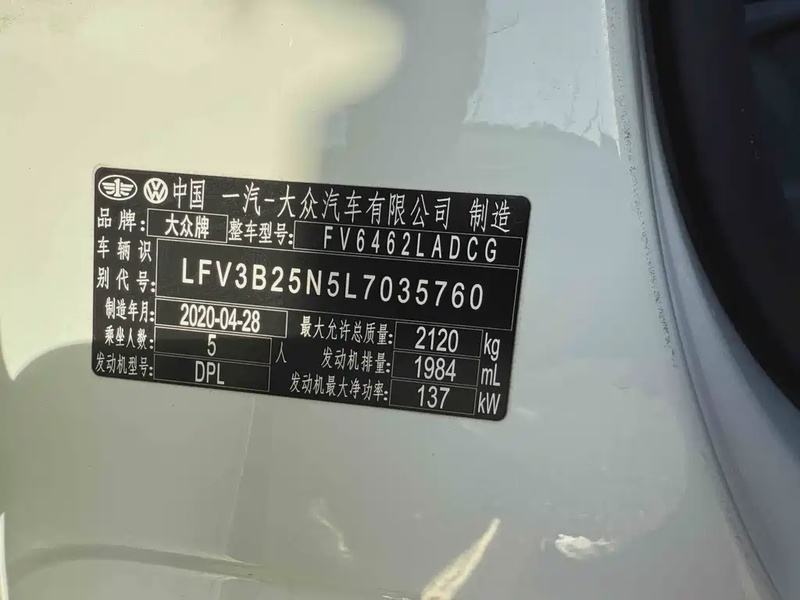 中国 一汽-大众汽车有限公司 制造
品牌: 大众牌 整车型号: FV6462LADCG
车辆识别代号: LFV3B25N5L7035760
制造年月: 2020-04-28 最大允许总质量: 2120 kg
乘坐人数: 5 人 发动机排量: 1984 mL
发动机型号: DPL 发动机最大净功率: 137 kW